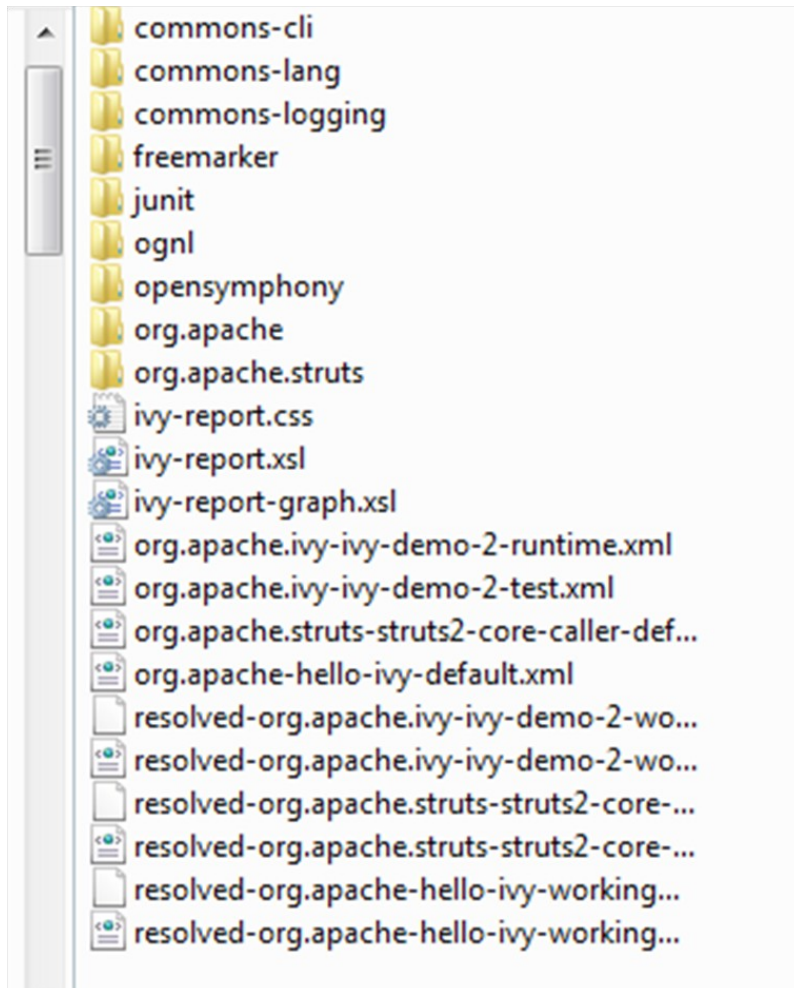 commons-cli
commons-lang
commons-logging
freemarker
junit
ognl
opensymphony
org.apache
org.apache.struts
ivy-report.css
ivy-report.xsl
ivy-report-graph.xsl
org.apache.ivy-ivy-demo-2-runtime.xml
org.apache.ivy-ivy-demo-2-test.xml
org.apache.struts-struts2-core-caller-def...
org.apache-hello-ivy-default.xml
resolved-org.apache.ivy-ivy-demo-2-wo...
resolved-org.apache.ivy-ivy-demo-2-wo...
resolved-org.apache.struts-struts2-core-...
resolved-org.apache.struts-struts2-core-...
resolved-org.apache-hello-ivy-working...
resolved-org.apache-hello-ivy-working...